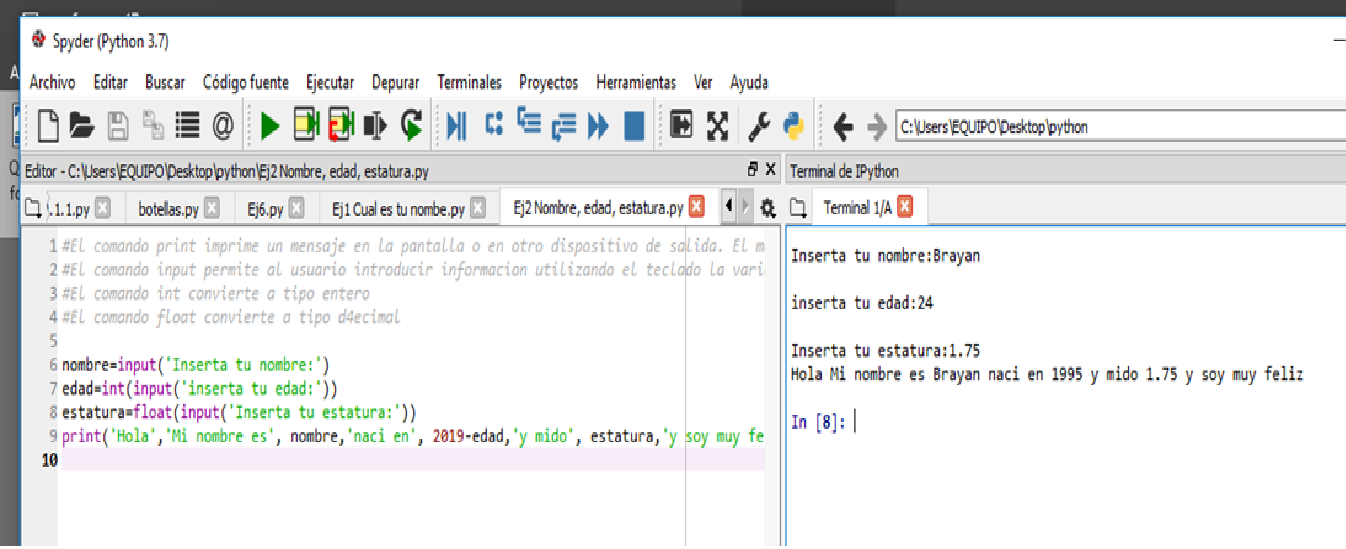 Spyder (Python 3.7)
Archivo Editar Buscar Código fuente Ejecutar Depurar Terminales Proyectos Herramientas Ver Ayuda
C:\Users\EQUIPO\Desktop\python
Editor - C:\Users\EQUIPO\Desktop\python\Ej2 Nombre, edad, estatura.py
.1.1.py botellas.py Ej6.py Ej1 Cual es tu nombe.py Ej2 Nombre, edad, estatura.py
1 #El comando print imprime un mensaje en la pantalla o en otro dispositivo de salida. El m
2 #El comando input permite al usuario introducir informacion utilizando el teclado la vari
3 #El comando int convierte a tipo entero
4 #El comando float convierte a tipo d4ecimal
5
6 nombre=input('Inserta tu nombre:')
7 edad=int(input('inserta tu edad:'))
8 estatura=float(input('Inserta tu estatura:'))
9 print('Hola','Mi nombre es', nombre,'naci en', 2019-edad,'y mido', estatura,'y soy muy fe
10
Terminal de IPython
Terminal 1/A
Inserta tu nombre:Brayan
inserta tu edad:24
Inserta tu estatura:1.75
Hola Mi nombre es Brayan naci en 1995 y mido 1.75 y soy muy feliz
In [8]: